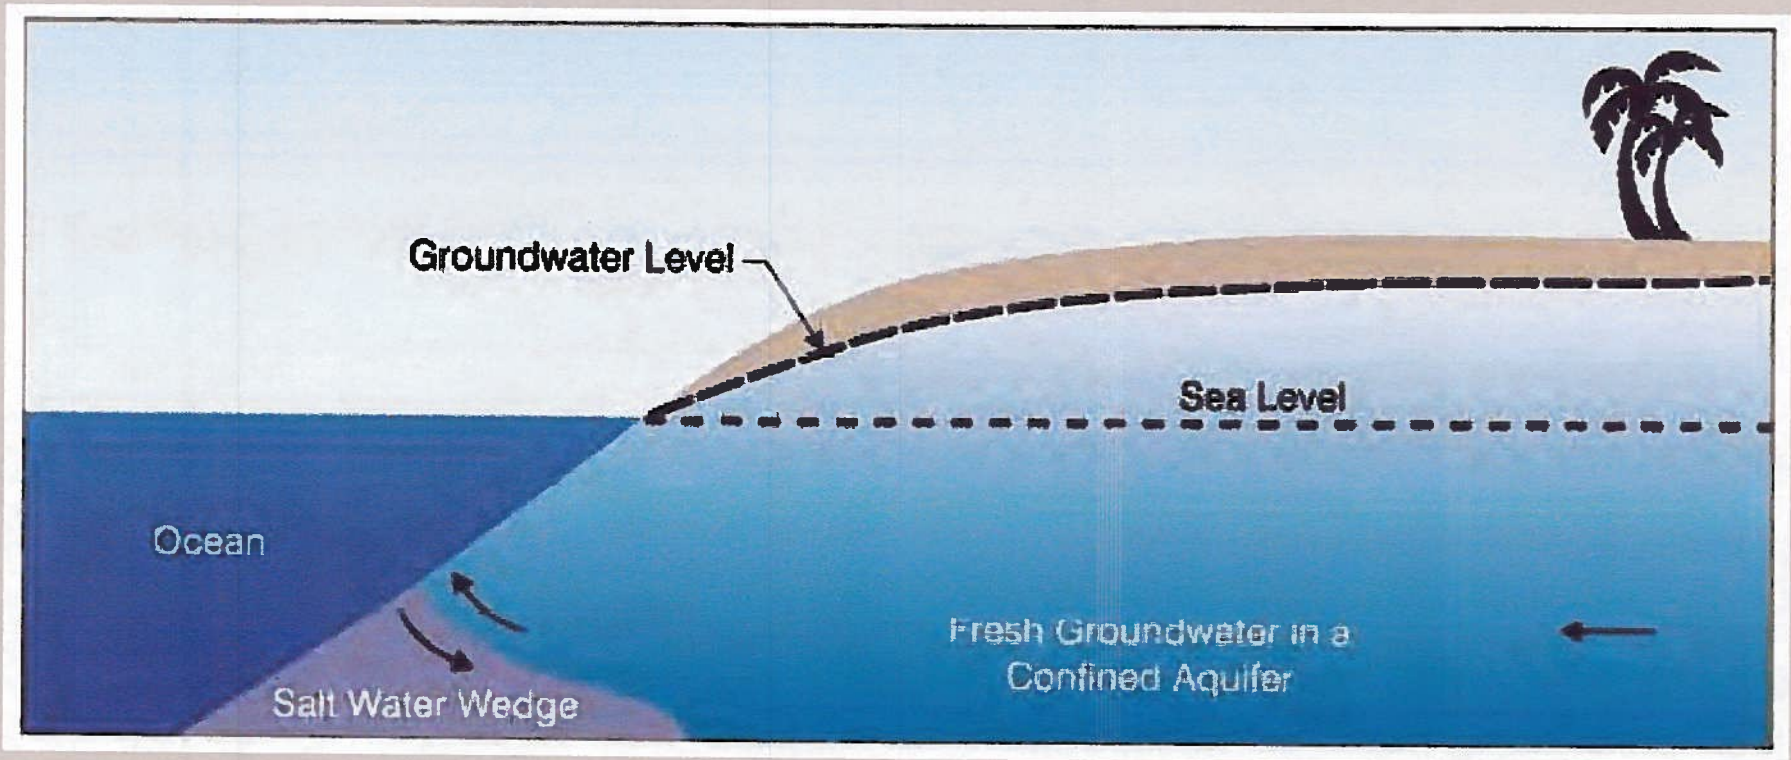 Groundwater Level
Sea Level
Ocean
Fresh Groundwater in a
Confined Aquifer
Salt Water Wedge